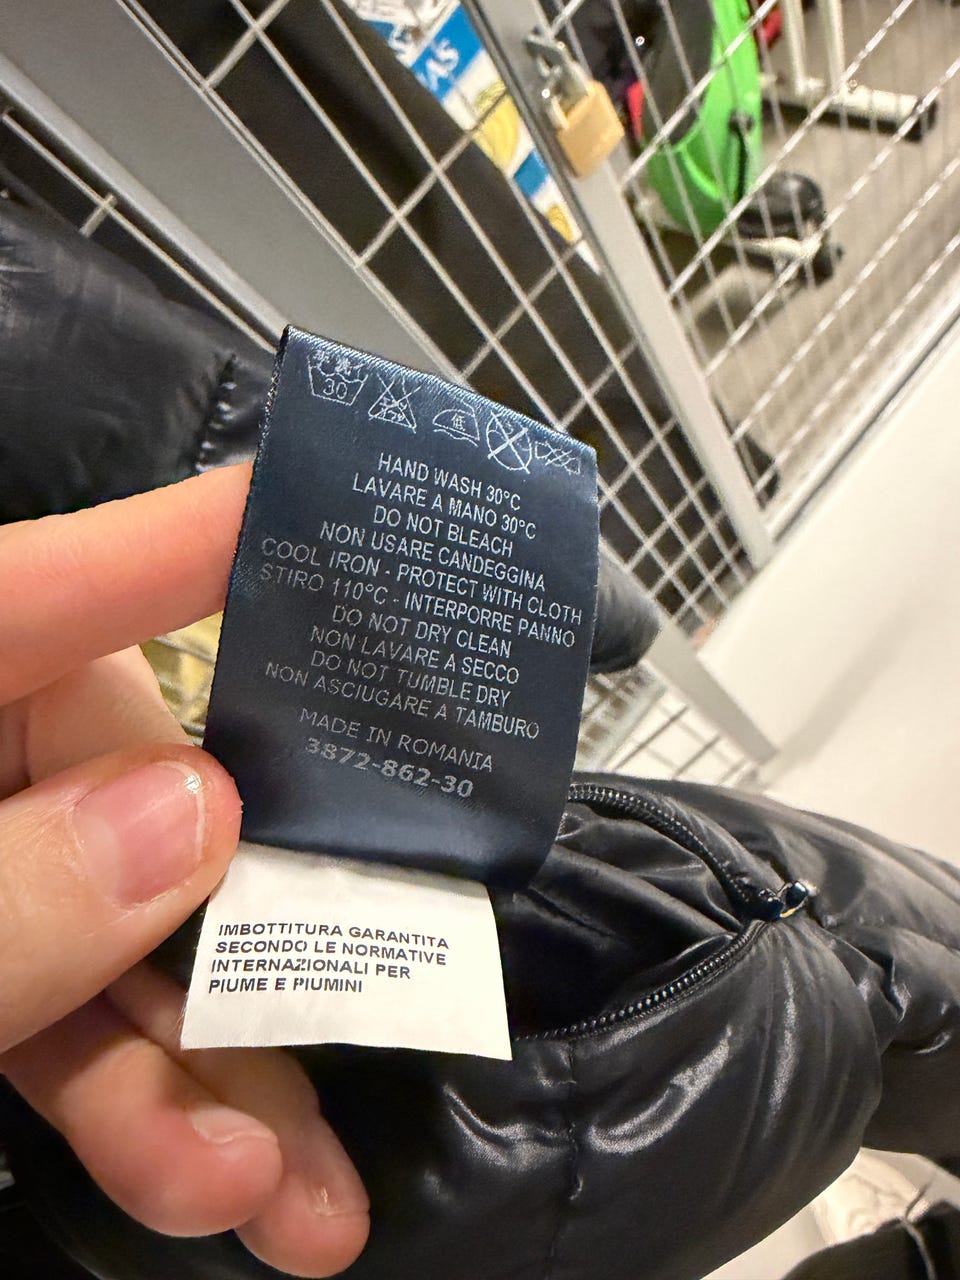 30
HAND WASH 30°C
LAVARE A MANO 30°C
DO NOT BLEACH
NON USARE CANDEGGINA
COOL IRON - PROTECT WITH CLOTH
STIRO 110°C - INTERPORRE PANNO
DO NOT DRY CLEAN
NON LAVARE A SECCO
DO NOT TUMBLE DRY
NON ASCIUGARE A TAMBURO
MADE IN ROMANIA
3872-862-30
IMBOTTITURA GARANTITA
SECONDO LE NORMATIVE
INTERNAZIONALI PER
PIUME E PIUMINI